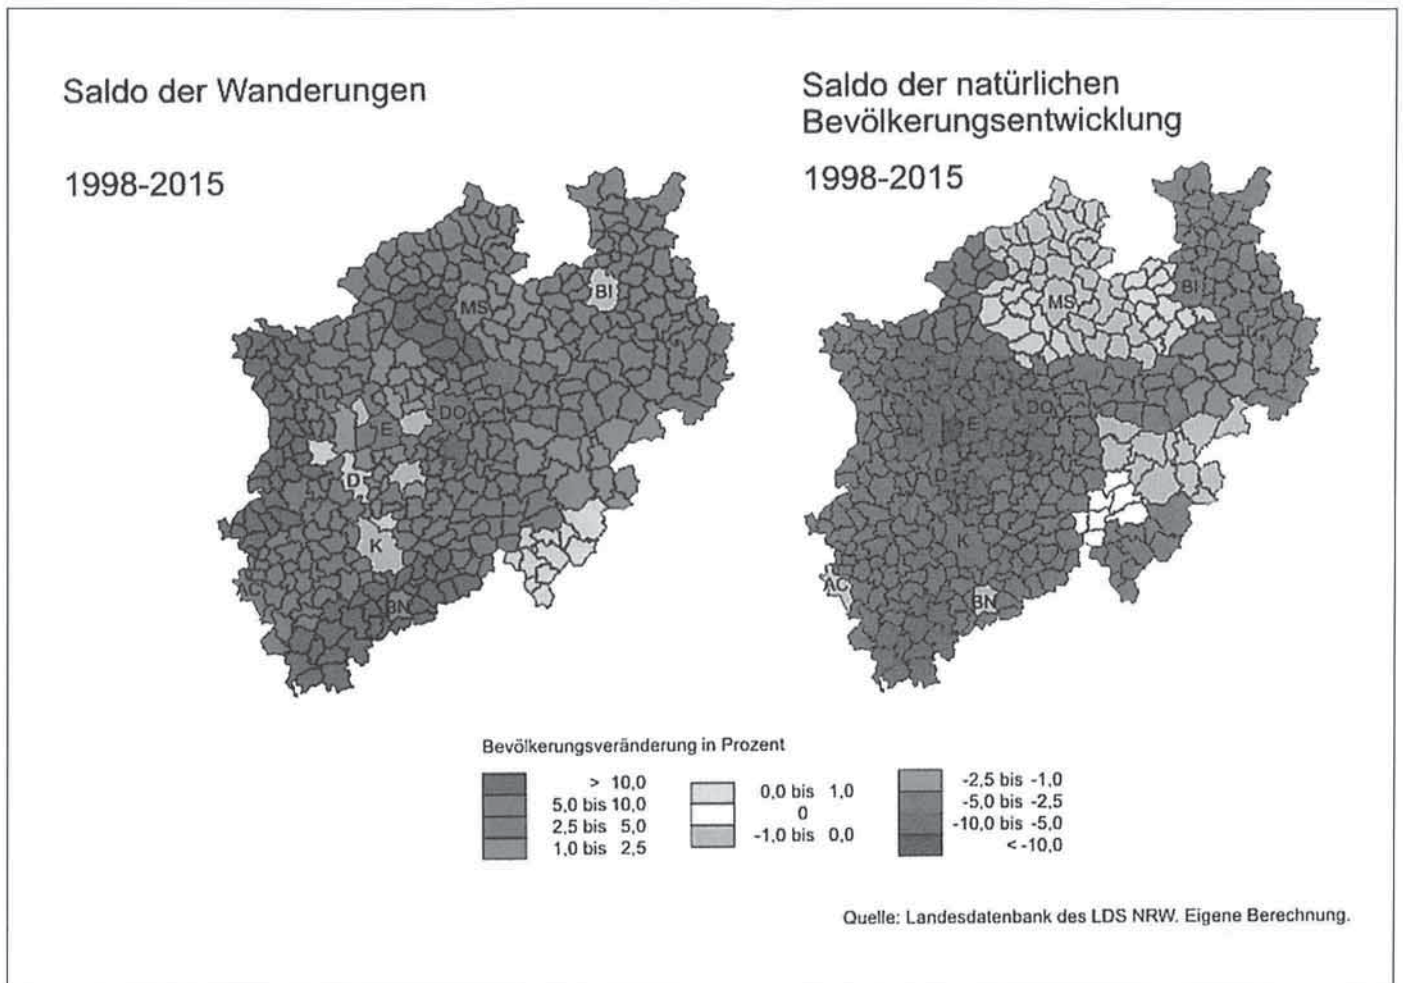 Saldo der Wanderungen
1998-2015
Saldo der natürlichen
Bevölkerungsentwicklung
1998-2015
MS
BI
DO
E
D
K
AC
BN
MS
BI
DO
E
D
K
AC
BN
Bevölkerungsveränderung in Prozent
> 10,0
5,0 bis 10,0
2,5 bis 5,0
1,0 bis 2,5
0,0 bis 1,0
0
-1,0 bis 0,0
-2,5 bis -1,0
-5,0 bis -2,5
-10,0 bis -5,0
< -10,0
Quelle: Landesdatenbank des LDS NRW. Eigene Berechnung.